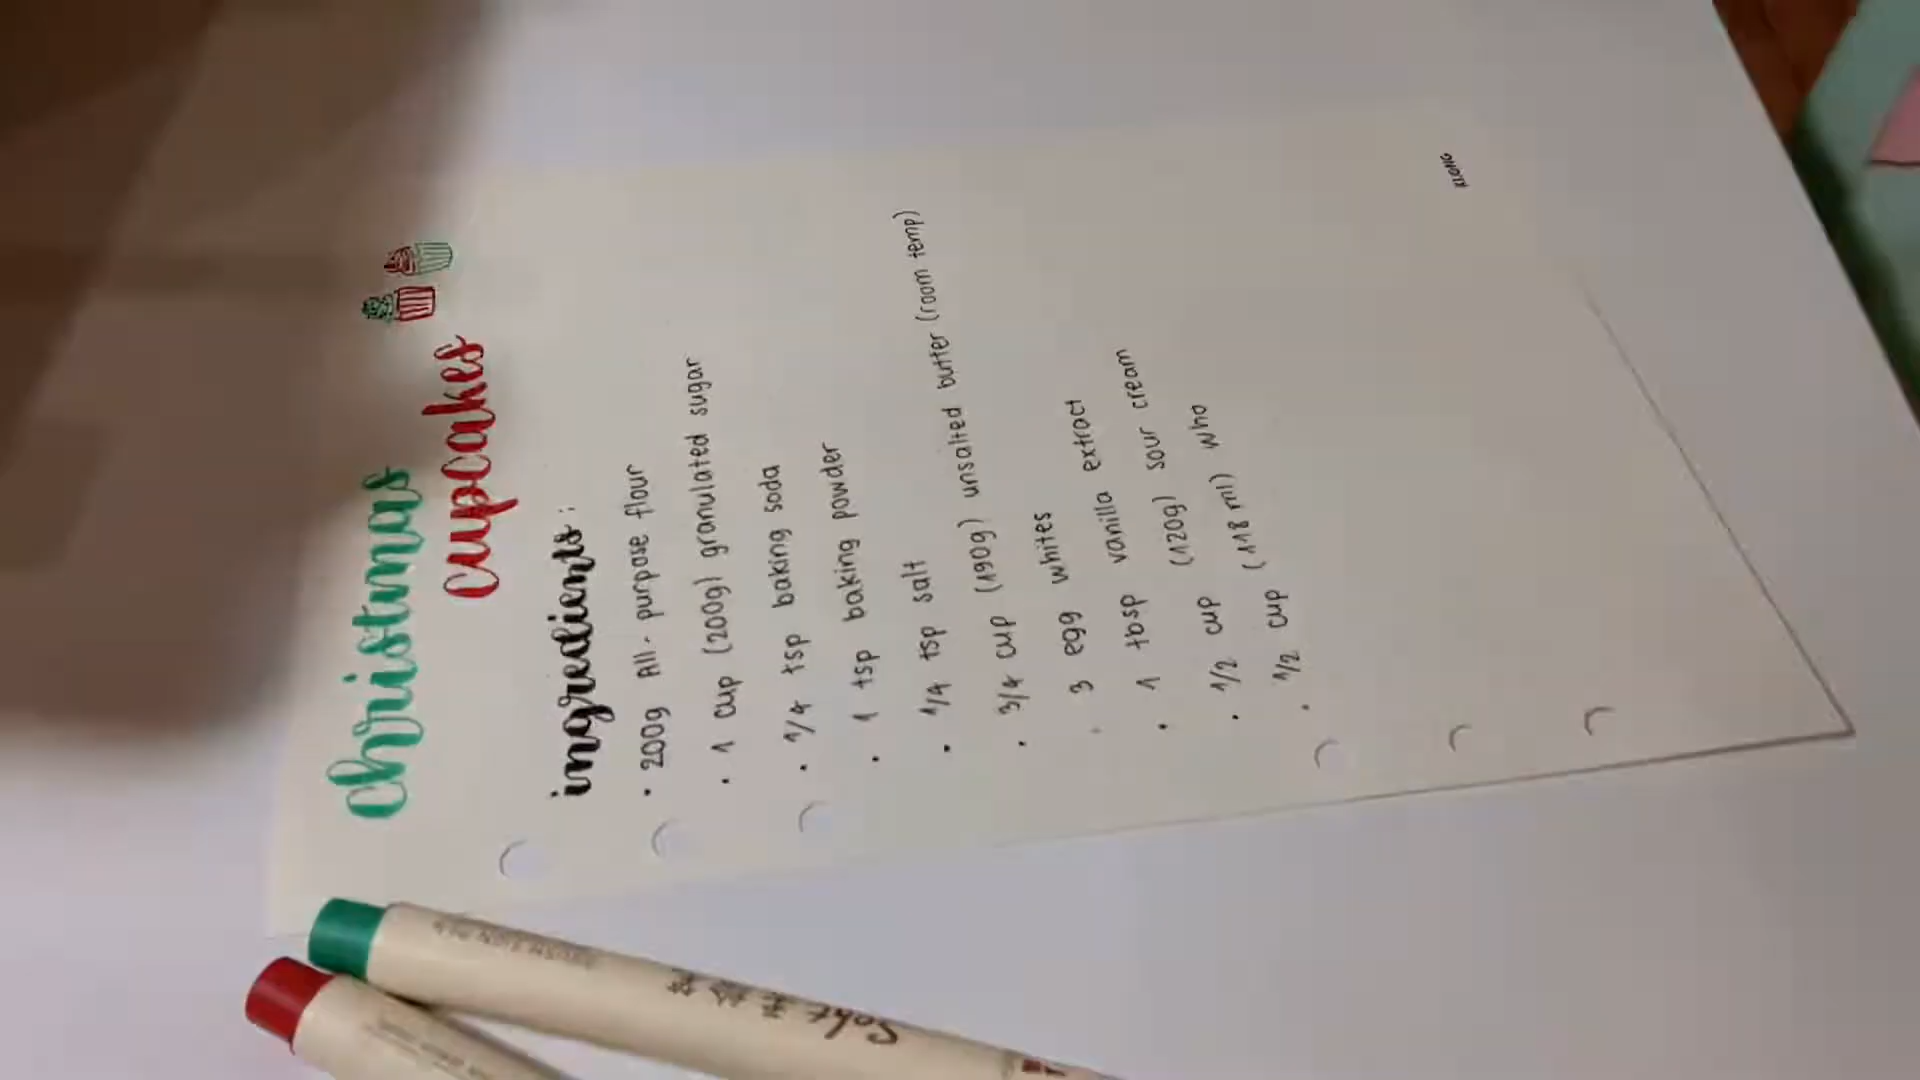 christmas
cupcakes
ingredients:
• 200g All-purpose flour
• 1 cup (200g) granulated sugar
• 1/4 tsp baking soda
• 1 tsp baking powder
• 1/4 tsp salt
• 3/4 cup (190g) unsalted butter (room temp)
• 3 egg whites
• 1 tbsp vanilla extract
• 1/2 cup (120g) sour cream
• 1/2 cup (118 ml) who